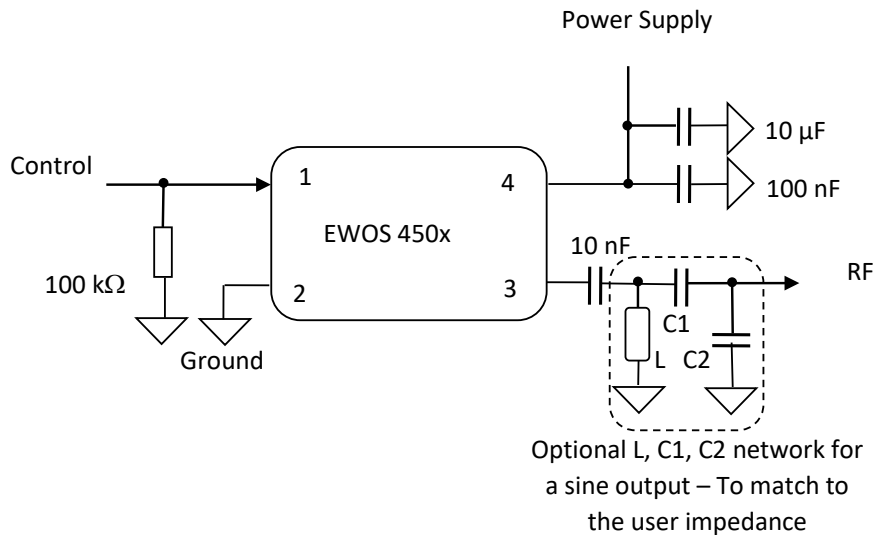 Power Supply
10 µF
Control
100 nF
1
4
EWOS 450x
10 nF
RF
100 kΩ
2
3
C1
Ground
L
C2
Optional L, C1, C2 network for
a sine output – To match to
the user impedance